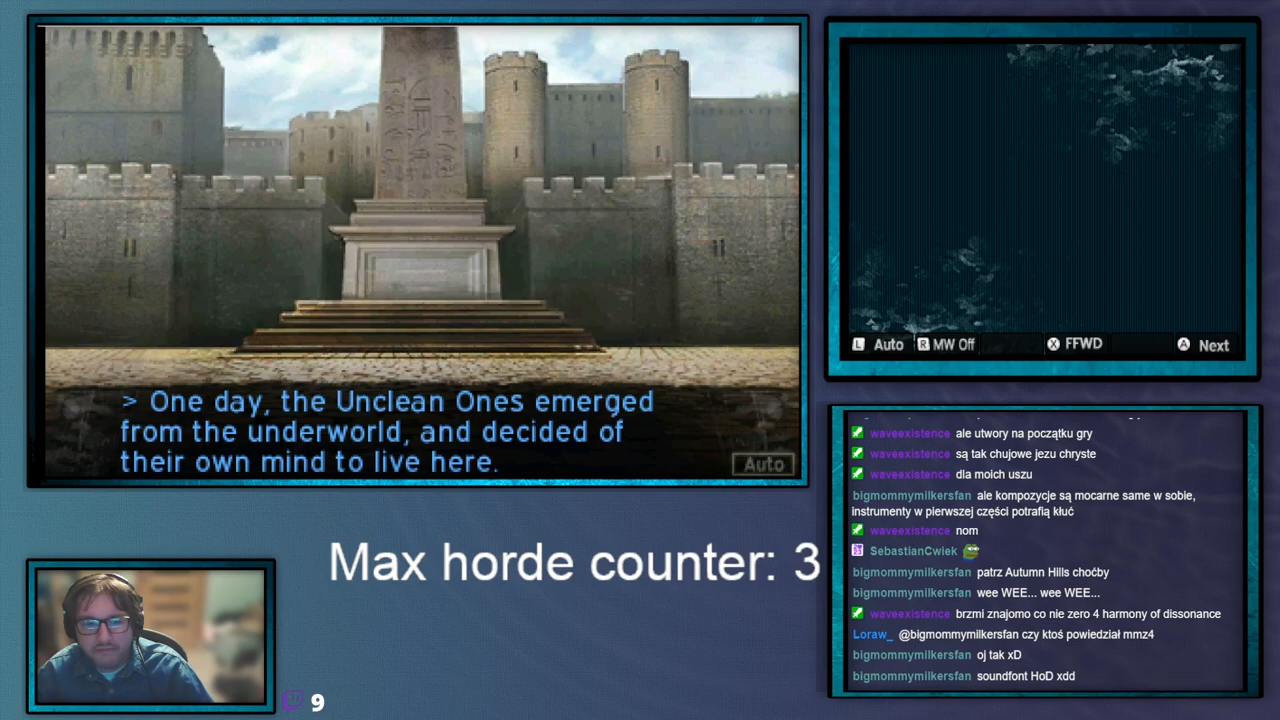 > One day, the Unclean Ones emerged
from the underworld, and decided of
their own mind to live here.
Auto
L Auto R MW Off X FFWD A Next
waveexistence ale utwory na początku gry
waveexistence są tak chujowe jezu chryste
waveexistence dla moich uszu
bigmommymilkersfan ale kompozycje są mocarne same w sobie,
instrumenty w pierwszej części potrafią kłuć
waveexistence nom
SebastianCwiek
bigmommymilkersfan patrz Autumn Hills choćby
bigmommymilkersfan wee WEE... wee WEE...
waveexistence brzmi znajomo co nie zero 4 harmony of dissonance
Loraw_ @bigmommymilkersfan czy ktoś powiedział mmz4
bigmommymilkersfan oj tak xD
bigmommymilkersfan soundfont HoD xdd
Max horde counter: 3
9